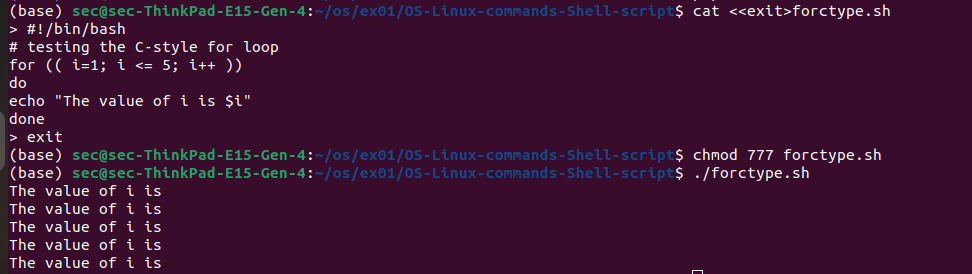 (base) sec@sec-ThinkPad-E15-Gen-4:~/os/ex01/OS-Linux-commands-Shell-script$ cat <<exit>forctype.sh
> #!/bin/bash
# testing the C-style for loop
for (( i=1; i <= 5; i++ ))
do
echo "The value of i is $i"
done
> exit
(base) sec@sec-ThinkPad-E15-Gen-4:~/os/ex01/OS-Linux-commands-Shell-script$ chmod 777 forctype.sh
(base) sec@sec-ThinkPad-E15-Gen-4:~/os/ex01/OS-Linux-commands-Shell-script$ ./forctype.sh
The value of i is
The value of i is
The value of i is
The value of i is
The value of i is